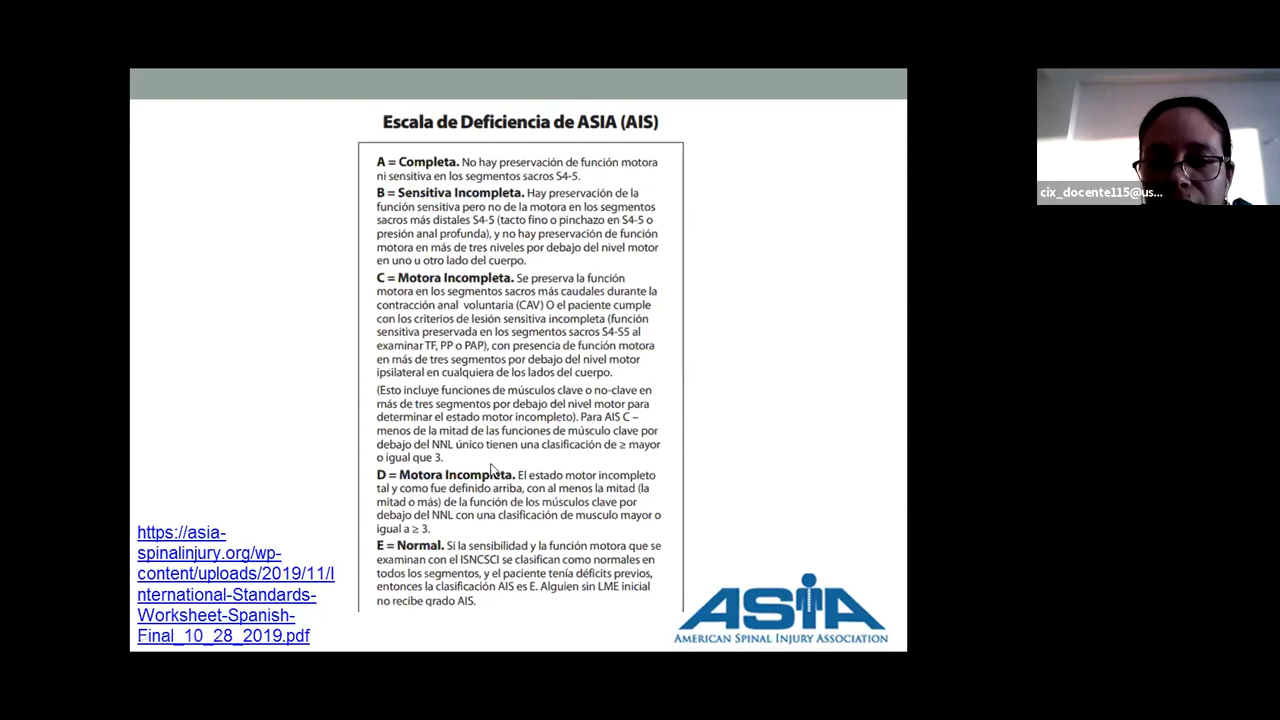 Escala de Deficiencia de ASIA (AIS)
A = Completa. No hay preservación de función motora
ni sensitiva en los segmentos sacros S4-5.
B = Sensitiva Incompleta. Hay preservación de la
función sensitiva pero no de la motora en los segmentos
sacros más distales S4-5 (tacto fino o pinchazo en S4-5 o
presión anal profunda), y no hay preservación de función
motora en más de tres niveles por debajo del nivel motor
en uno u otro lado del cuerpo.
C = Motora Incompleta. Se preserva la función
motora en los segmentos sacros más caudales durante la
contracción anal voluntaria (CAV) O el paciente cumple
con los criterios de lesión sensitiva incompleta (función
sensitiva preservada en los segmentos sacros S4-S5 al
examinar TF, PP o PAP), con presencia de función motora
en más de tres segmentos por debajo del nivel motor
ipsilateral en cualquiera de los lados del cuerpo.
(Esto incluye funciones de músculos clave o no-clave en
más de tres segmentos por debajo del nivel motor para
determinar el estado motor incompleto). Para AIS C –
menos de la mitad de las funciones de músculo clave por
debajo del NNL único tienen una clasificación de ≥ mayor
o igual que 3.
D = Motora Incompleta. El estado motor incompleto
tal y como fue definido arriba, con al menos la mitad (la
mitad o más) de la función de los músculos clave por
debajo del NNL con una clasificación de musculo mayor o
igual a ≥ 3.
E = Normal. Si la sensibilidad y la función motora que se
examinan con el ISNCSCI se clasifican como normales en
todos los segmentos, y el paciente tenía déficits previos,
entonces la clasificación AIS es E. Alguien sin LME inicial
no recibe grado AIS.
https://asia-
spinalinjury.org/wp-
content/uploads/2019/11/I
nternational-Standards-
Worksheet-Spanish-
Final_10_28_2019.pdf
ASIA
AMERICAN SPINAL INJURY ASSOCIATION
cix_docente115@us...